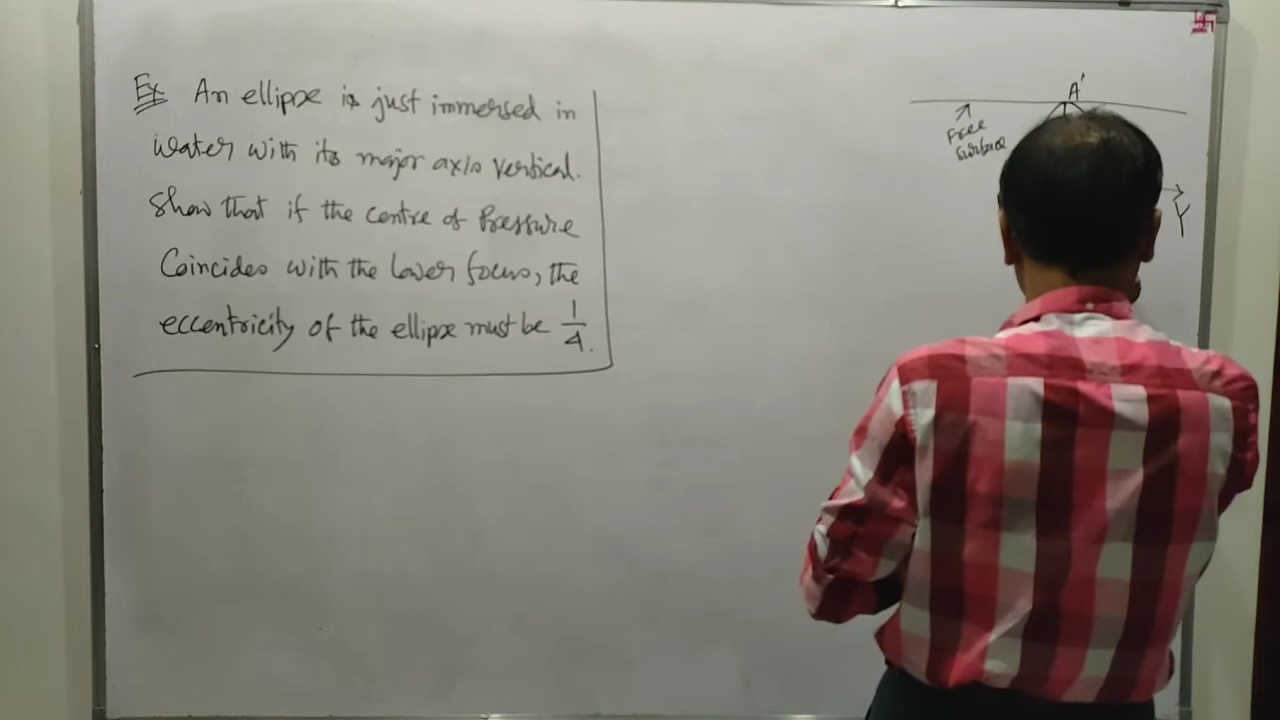 Ex An ellipse is just immersed in
water with its major axis vertical.
Show that if the centre of Pressure
Coincides with the lower focus, the
eccentricity of the ellipse must be 1/4.
A'
Free
Surface
Y